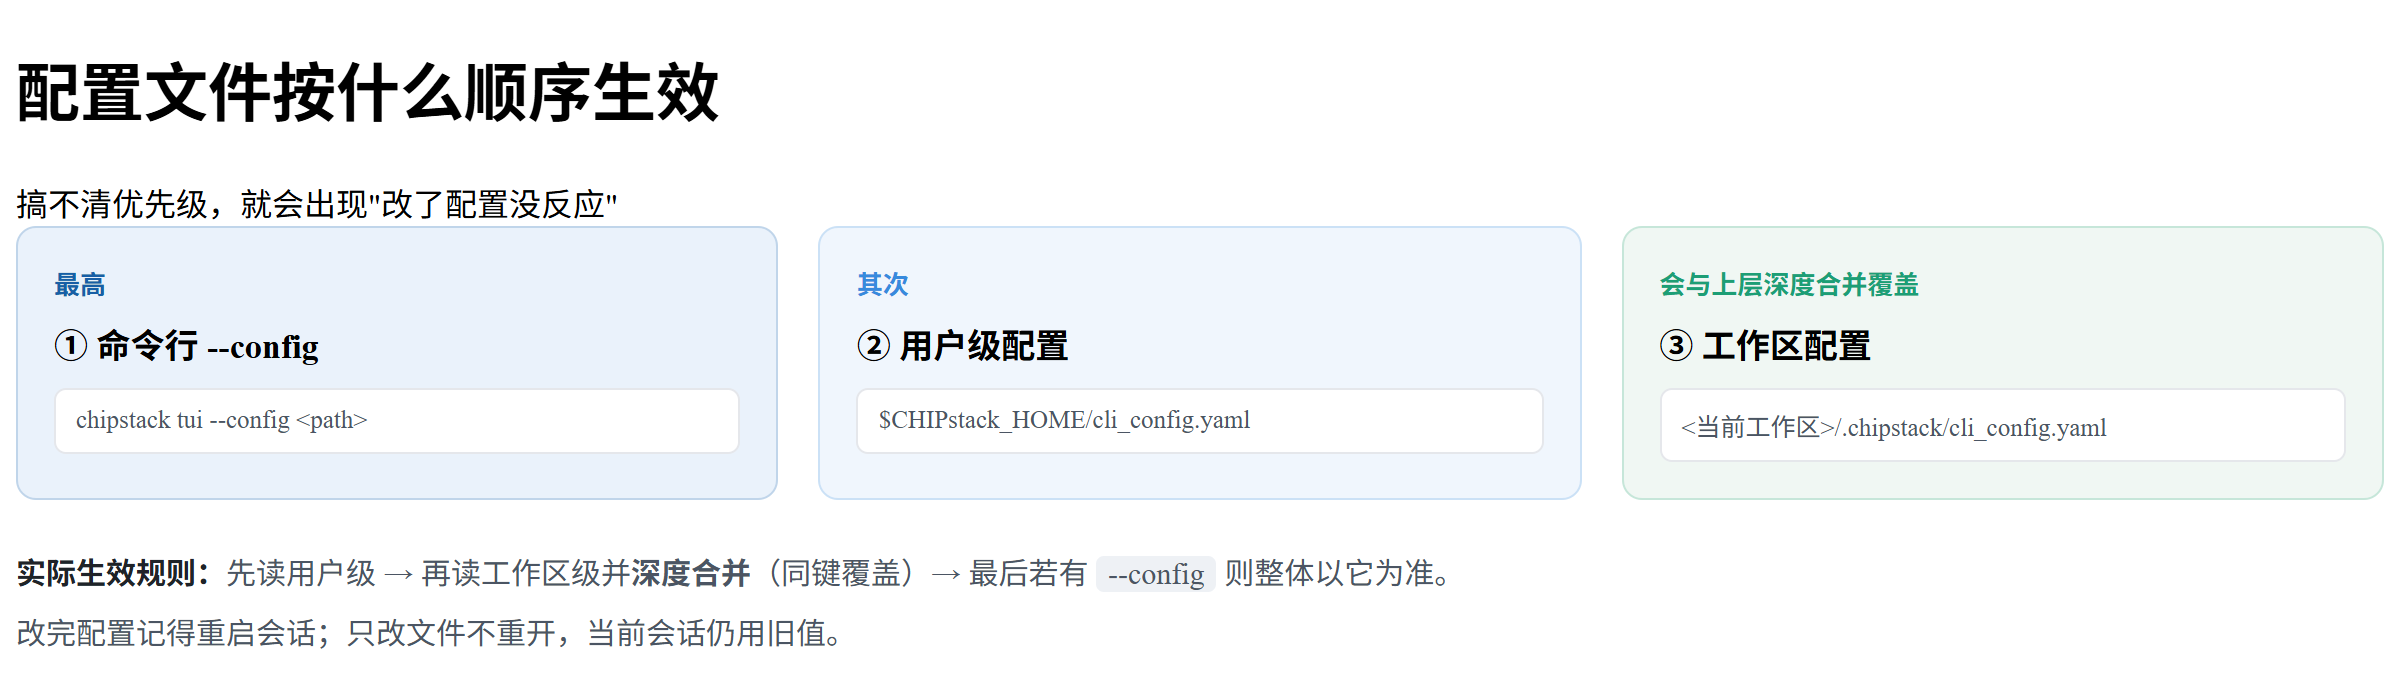 配置文件按什么顺序生效
搞不清优先级，就会出现"改了配置没反应"
最高
① 命令行 --config
chipstack tui --config <path>
其次
② 用户级配置
$CHIPstack_HOME/cli_config.yaml
会与上层深度合并覆盖
③ 工作区配置
<当前工作区>/.chipstack/cli_config.yaml
实际生效规则：先读用户级 → 再读工作区级并深度合并（同键覆盖）→ 最后若有 --config 则整体以它为准。
改完配置记得重启会话；只改文件不重开，当前会话仍用旧值。